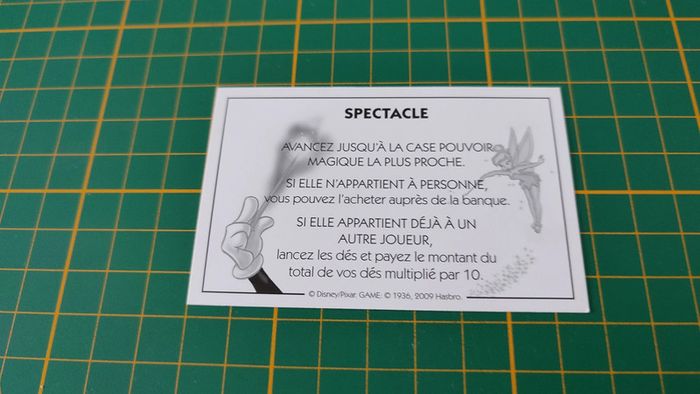 SPECTACLE
AVANCEZ JUSQU'À LA CASE POUVOIR
MAGIQUE LA PLUS PROCHE.
SI ELLE N'APPARTIENT À PERSONNE,
vous pouvez l'acheter auprès de la banque.
SI ELLE APPARTIENT DÉJÀ À UN
AUTRE JOUEUR,
lancez les dés et payez le montant du
total de vos dés multiplié par 10.
© Disney/Pixar. GAME: © 1936, 2009 Hasbro.